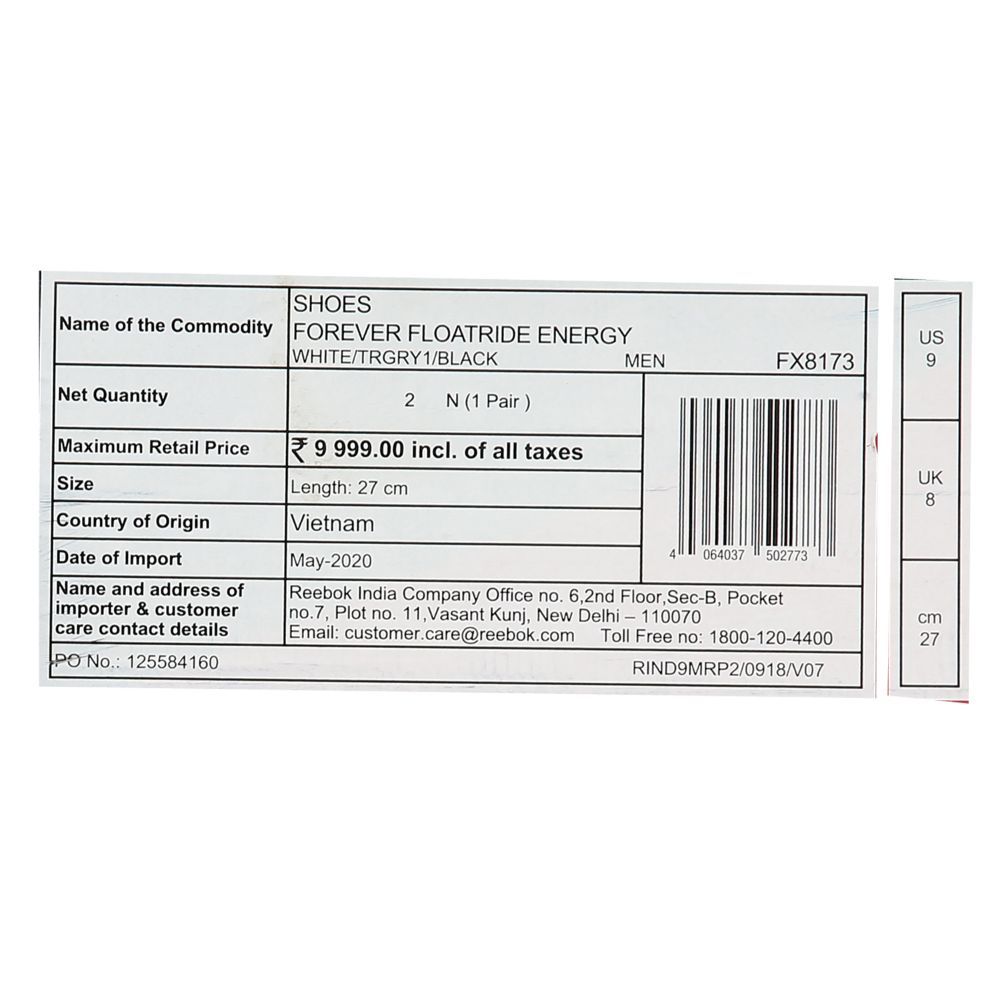 Name of the Commodity
SHOES
FOREVER FLOATRIDE ENERGY
WHITE/TRGRY1/BLACK MEN FX8173
Net Quantity 2 N (1 Pair )
Maximum Retail Price ₹ 9 999.00 incl. of all taxes
Size Length: 27 cm
Country of Origin Vietnam
Date of Import May-2020
4 064037 502773
Name and address of
importer & customer
care contact details
Reebok India Company Office no. 6,2nd Floor,Sec-B, Pocket
no.7, Plot no. 11,Vasant Kunj, New Delhi – 110070
Email: customer.care@reebok.com Toll Free no: 1800-120-4400
PO No.: 125584160 RIND9MRP2/0918/V07
US
9
UK
8
cm
27